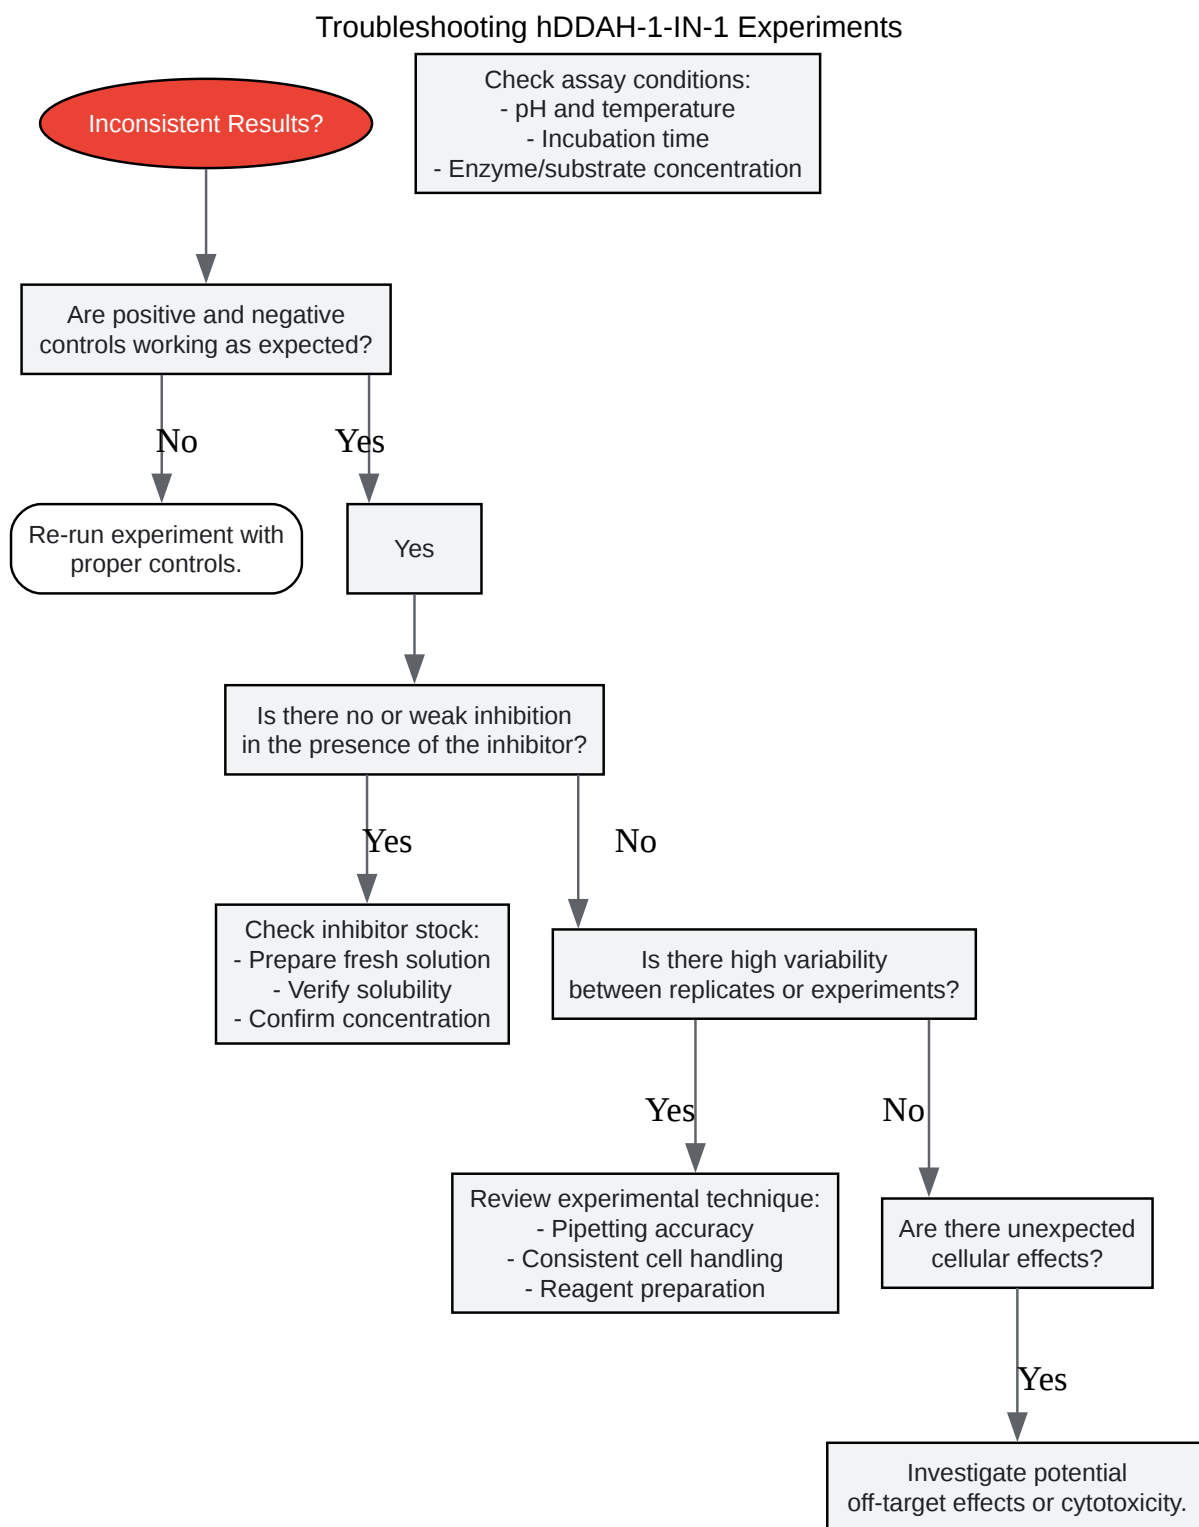 Troubleshooting hDDAH-1-IN-1 Experiments
Inconsistent Results?
Check assay conditions:
- pH and temperature
- Incubation time
- Enzyme/substrate concentration
Are positive and negative
controls working as expected?
No
Yes
Re-run experiment with
proper controls.
Yes
Is there no or weak inhibition
in the presence of the inhibitor?
Yes
No
Check inhibitor stock:
- Prepare fresh solution
- Verify solubility
- Confirm concentration
Is there high variability
between replicates or experiments?
Yes
No
Review experimental technique:
- Pipetting accuracy
- Consistent cell handling
- Reagent preparation
Are there unexpected
cellular effects?
Yes
Investigate potential
off-target effects or cytotoxicity.